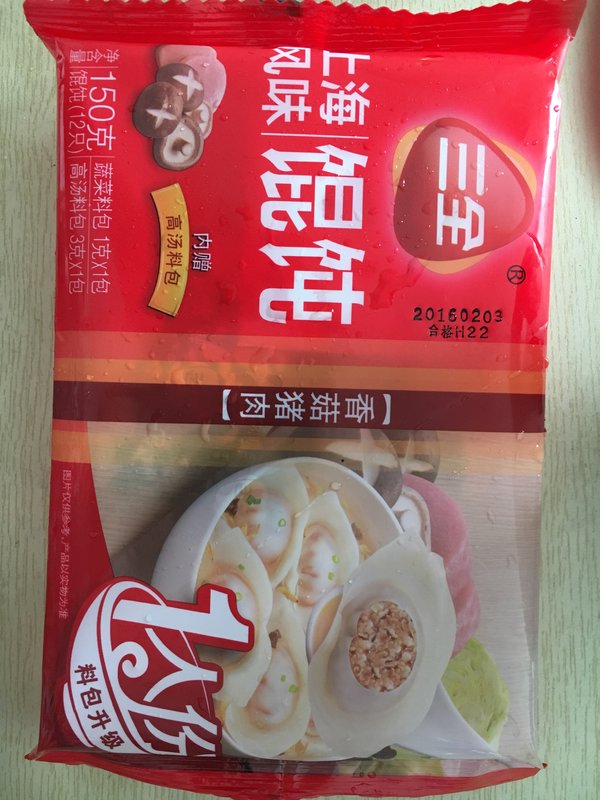 三全
®
20160203
合格H22
上海
风味
馄饨
内赠
高汤料包
净含量
150克
馄饨(12只)
蔬菜料包 1克x1包
高汤料包 3克x1包
【香菇猪肉】
1人份
料包升级
图片仅供参考,产品以实物为准